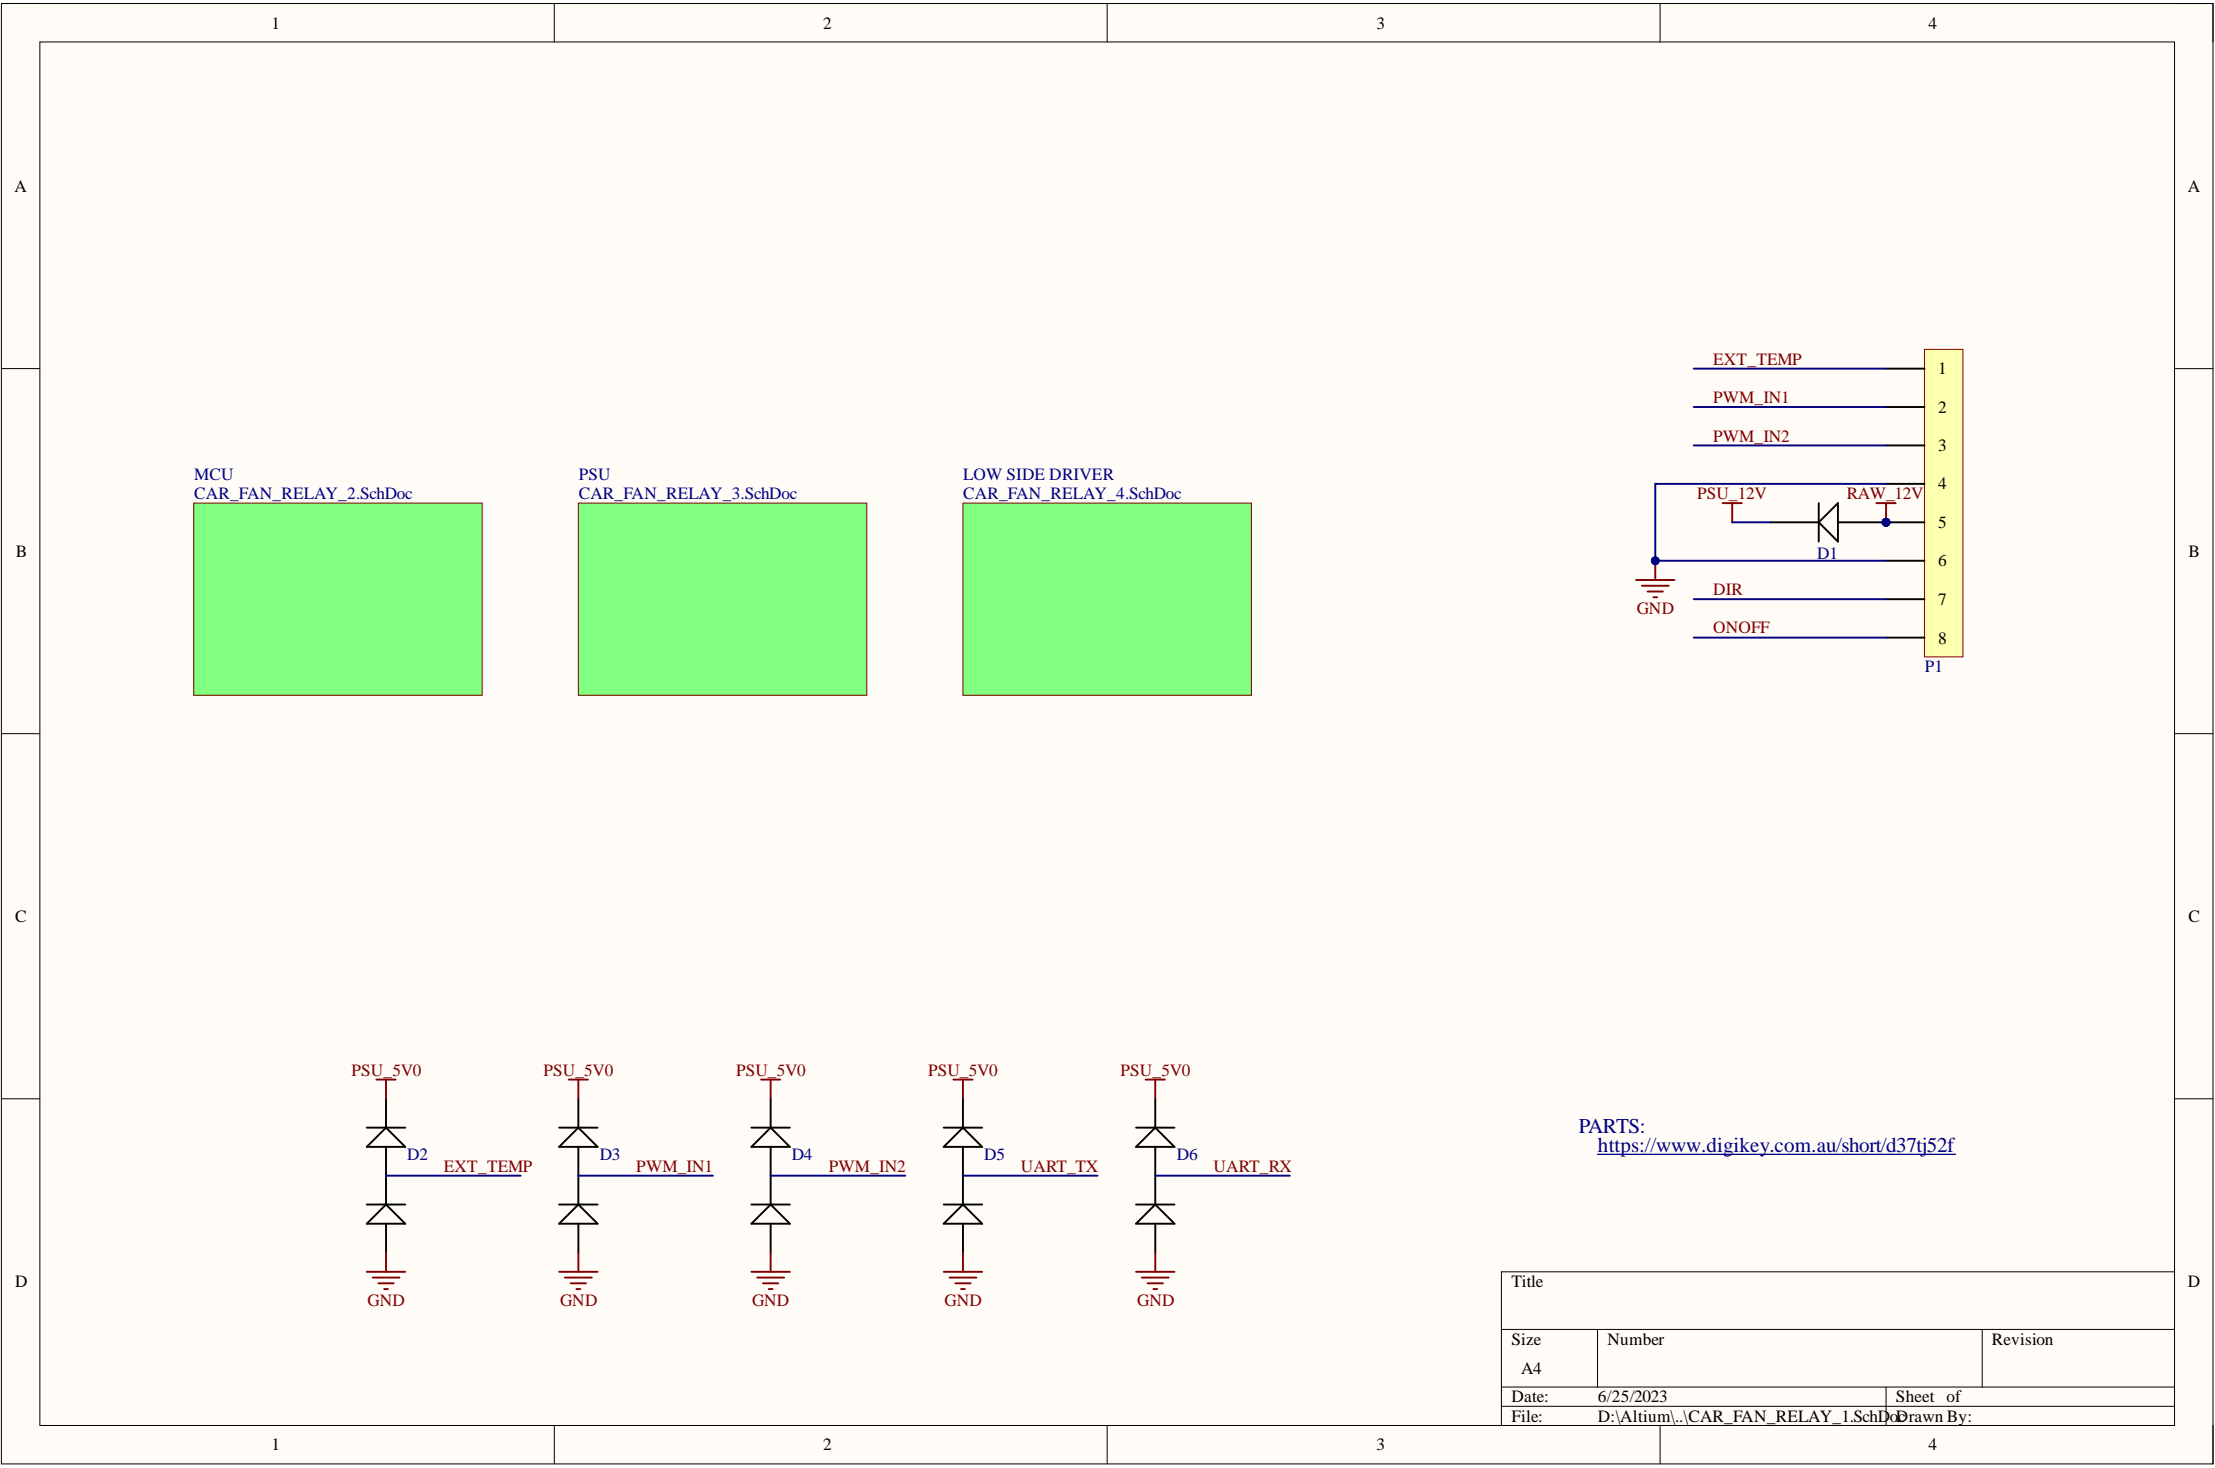 1 2 3 4
A A
EXT_TEMP 1
PWM_IN1 2
PWM_IN2 3
4
PSU_12V RAW_12V
5
D1
6
GND
DIR 7
ONOFF 8
P1
MCU
CAR_FAN_RELAY_2.SchDoc
PSU
CAR_FAN_RELAY_3.SchDoc
LOW SIDE DRIVER
CAR_FAN_RELAY_4.SchDoc
B B
C C
PSU_5V0 PSU_5V0 PSU_5V0 PSU_5V0 PSU_5V0
D2 D3 D4 D5 D6
EXT_TEMP PWM_IN1 PWM_IN2 UART_TX UART_RX
GND GND GND GND GND
PARTS:
https://www.digikey.com.au/short/d37tj52f
D D
Title
Size Number Revision
A4
Date: 6/25/2023 Sheet of
File: D:\Altium\..\CAR_FAN_RELAY_1.SchDoc Drawn By:
1 2 3 4